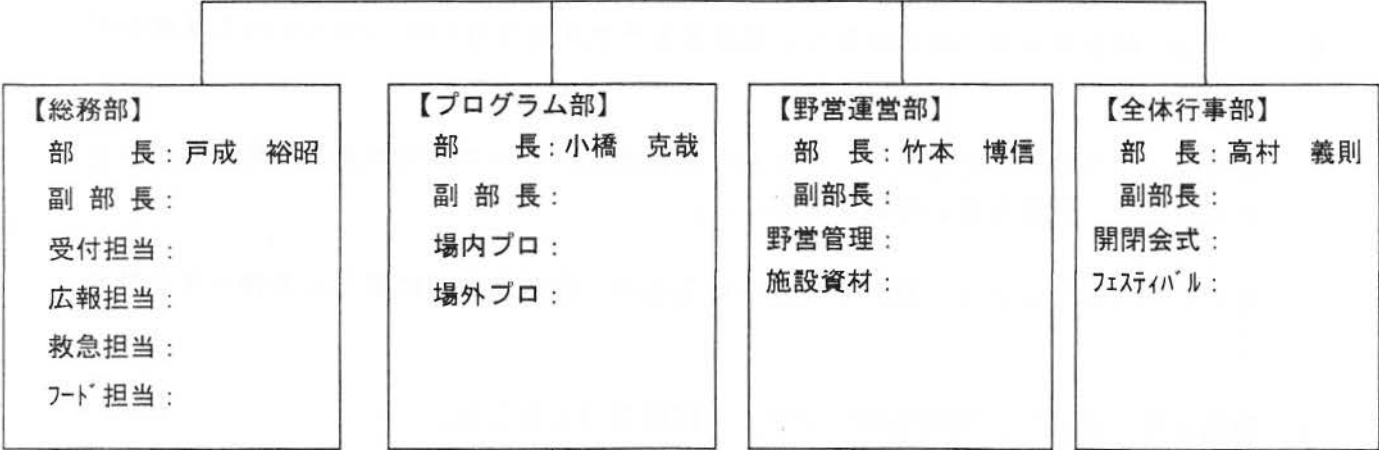 【総務部】
部　　長：戸成　裕昭
副 部 長：
受付担当：
広報担当：
救急担当：
ﾌｰﾄﾞ担当：
【プログラム部】
部　　長：小橋　克哉
副 部 長：
場内プロ：
場外プロ：
【野営運営部】
部　長：竹本　博信
副部長：
野営管理：
施設資材：
【全体行事部】
部　長：高村　義則
副部長：
開閉会式：
ﾌｪｽﾃｨﾊﾞﾙ：